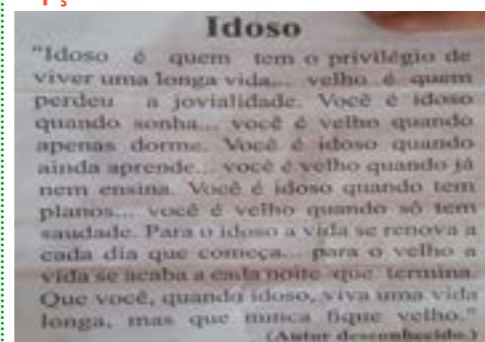 Idoso
"Idoso é quem tem o privilégio de
viver uma longa vida... velho é quem
perdeu a jovialidade. Você é idoso
quando sonha... você é velho quando
apenas dorme. Você é idoso quando
ainda aprende... você é velho quando já
nem ensina. Você é idoso quando tem
planos... você é velho quando só tem
saudade. Para o idoso a vida se renova a
cada dia que começa... para o velho a
vida se acaba a cada noite que termina.
Que você, quando idoso, viva uma vida
longa, mas que nunca fique velho."
(Autor desconhecido.)